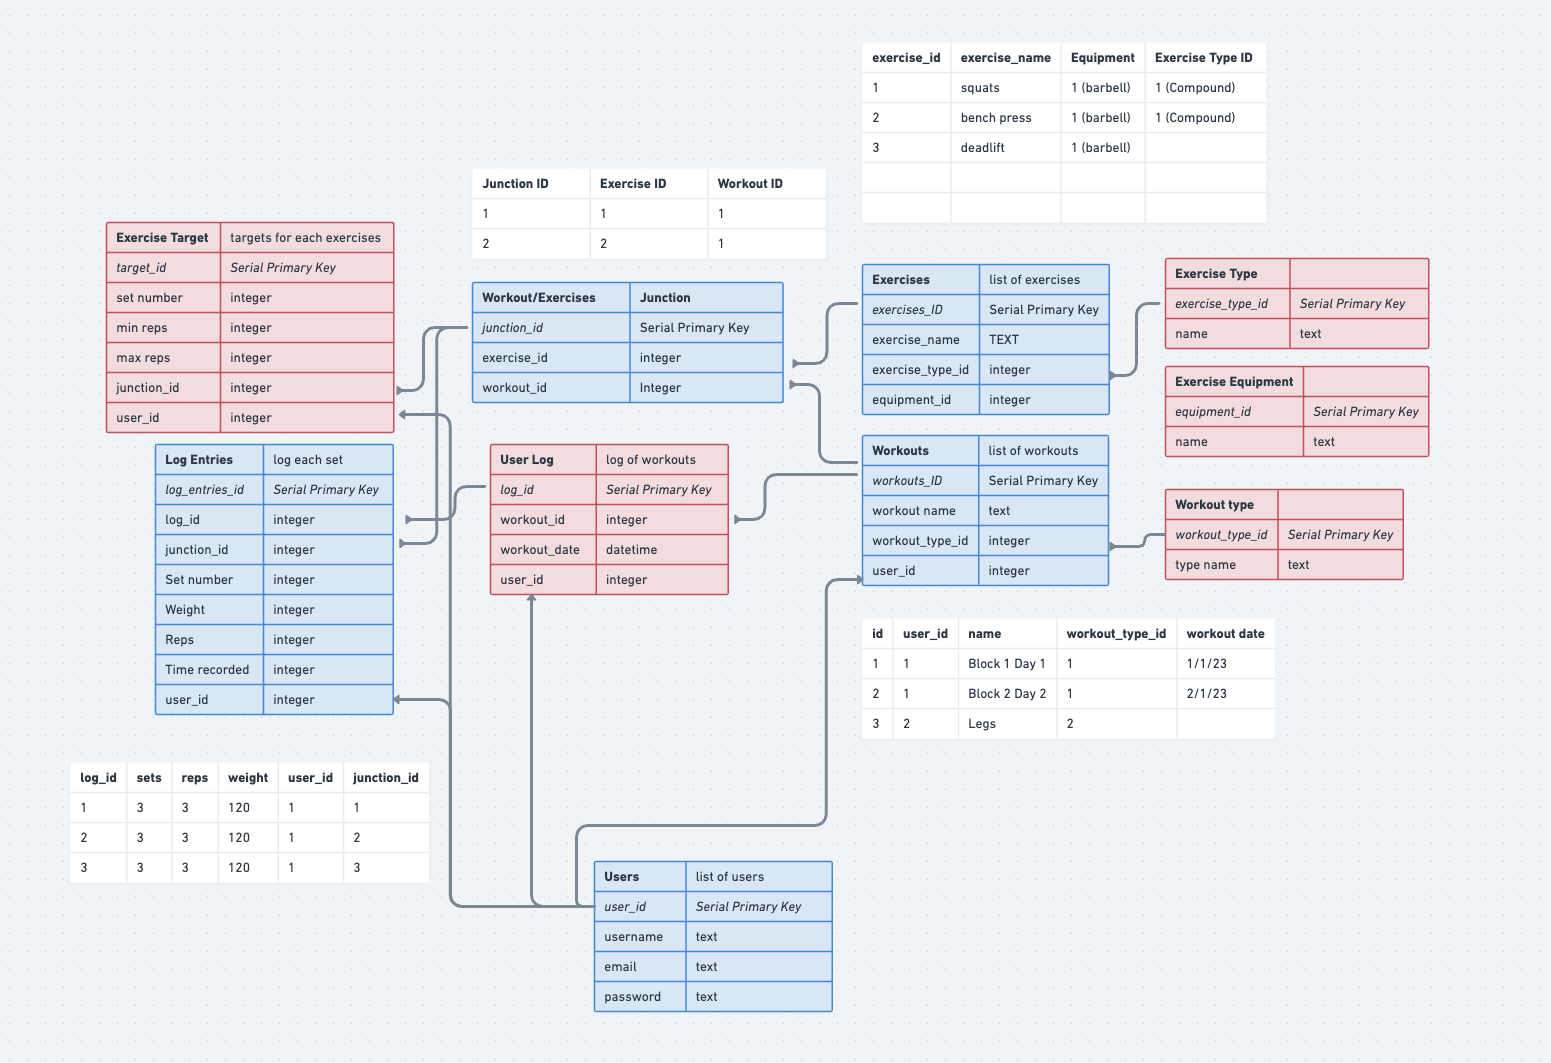 exercise_id exercise_name Equipment Exercise Type ID
1 squats 1 (barbell) 1 (Compound)
2 bench press 1 (barbell) 1 (Compound)
3 deadlift 1 (barbell)
Junction ID Exercise ID Workout ID
1 1 1
2 2 1
Exercise Target targets for each exercises
target_id Serial Primary Key
set number integer
min reps integer
max reps integer
junction_id integer
user_id integer
Workout/Exercises Junction
junction_id Serial Primary Key
exercise_id integer
workout_id Integer
Exercises list of exercises
exercises_ID Serial Primary Key
exercise_name TEXT
exercise_type_id integer
equipment_id integer
Exercise Type
exercise_type_id Serial Primary Key
name text
Exercise Equipment
equipment_id Serial Primary Key
name text
Log Entries log each set
log_entries_id Serial Primary Key
log_id integer
junction_id integer
Set number integer
Weight integer
Reps integer
Time recorded integer
user_id integer
User Log log of workouts
log_id Serial Primary Key
workout_id integer
workout_date datetime
user_id integer
Workouts list of workouts
workouts_ID Serial Primary Key
workout name text
workout_type_id integer
user_id integer
Workout type
workout_type_id Serial Primary Key
type name text
id user_id name workout_type_id workout date
1 1 Block 1 Day 1 1 1/1/23
2 1 Block 2 Day 2 1 2/1/23
3 2 Legs 2
log_id sets reps weight user_id junction_id
1 3 3 120 1 1
2 3 3 120 1 2
3 3 3 120 1 3
Users list of users
user_id Serial Primary Key
username text
email text
password text